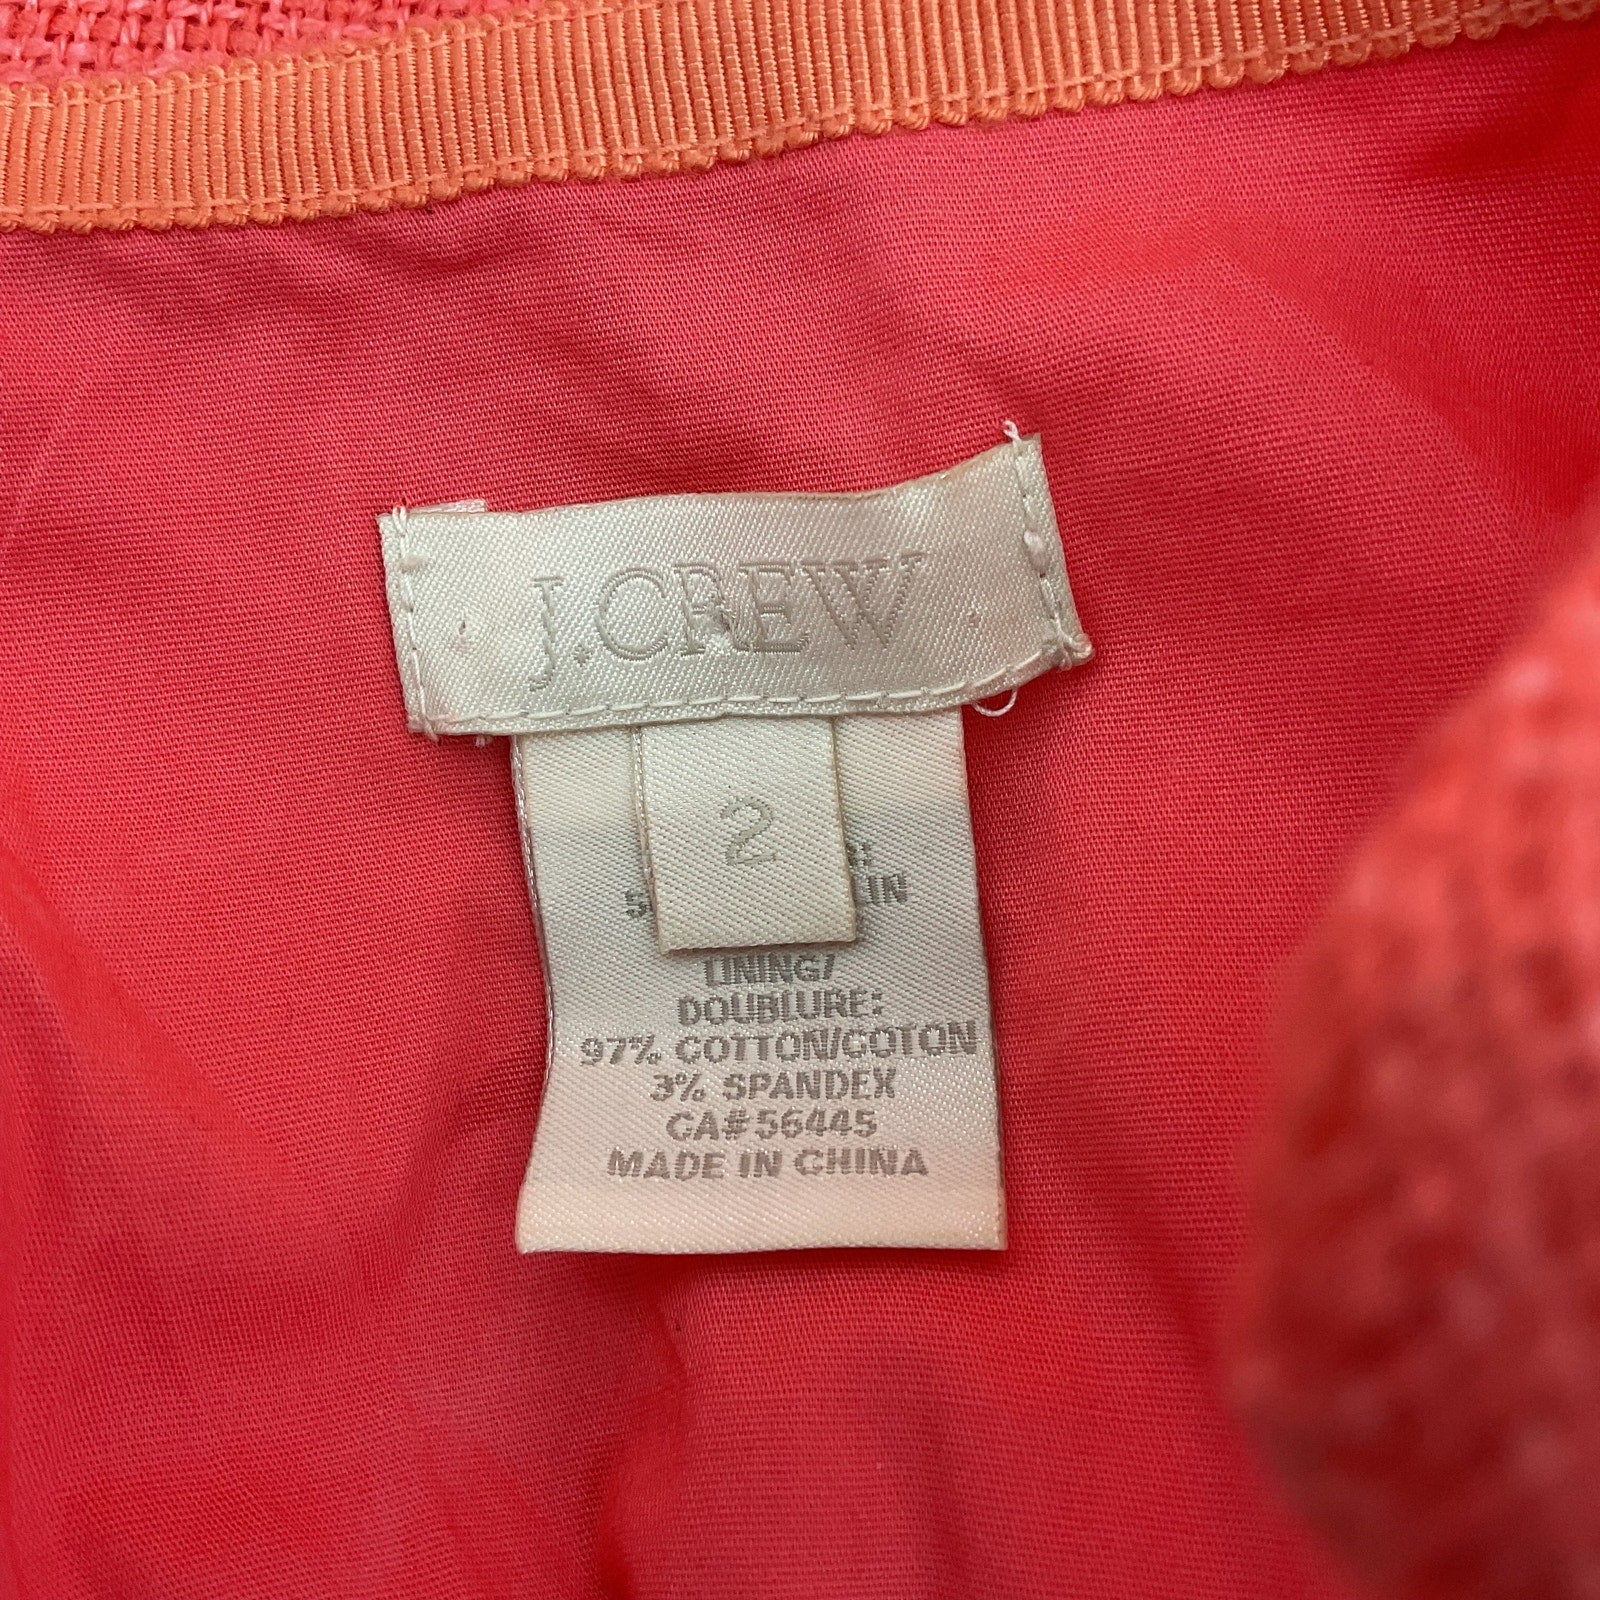 J.CREW
2
LINING/
DOUBLURE:
97% COTTON/COTON
3% SPANDEX
CA#56445
MADE IN CHINA